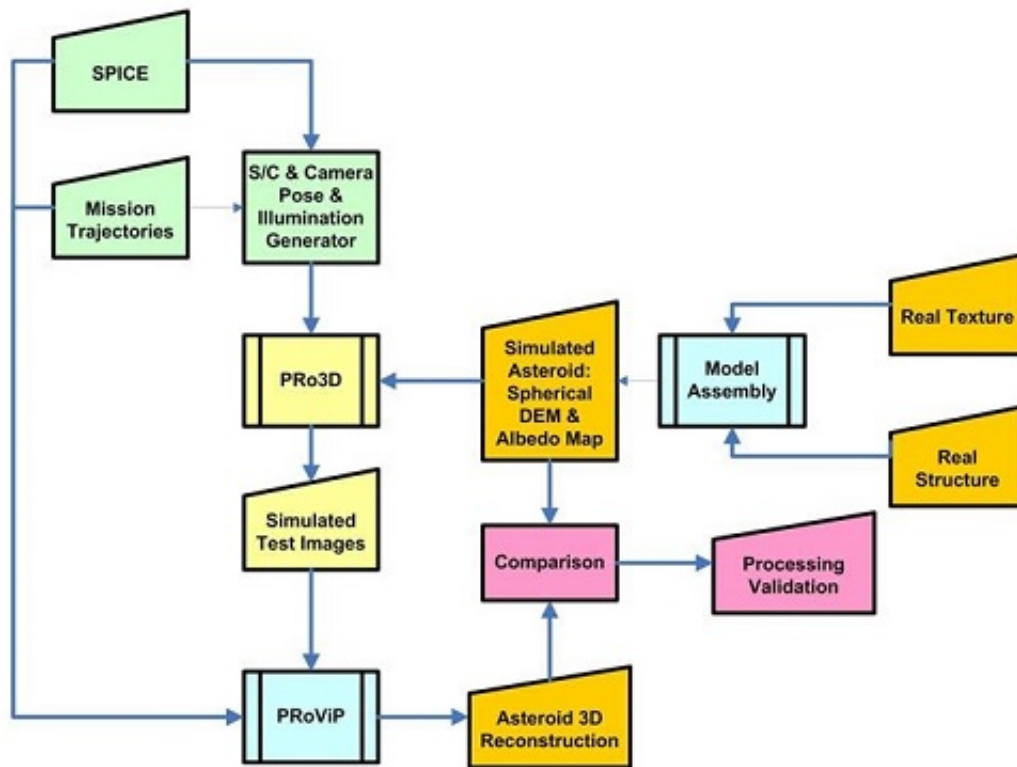 SPICE
S/C & Camera
Pose &
Illumination
Generator
Mission
Trajectories
Real Texture
PRo3D
Simulated
Asteroid:
Spherical
DEM &
Albedo Map
Model
Assembly
Real
Structure
Simulated
Test Images
Comparison
Processing
Validation
PRoViP
Asteroid 3D
Reconstruction